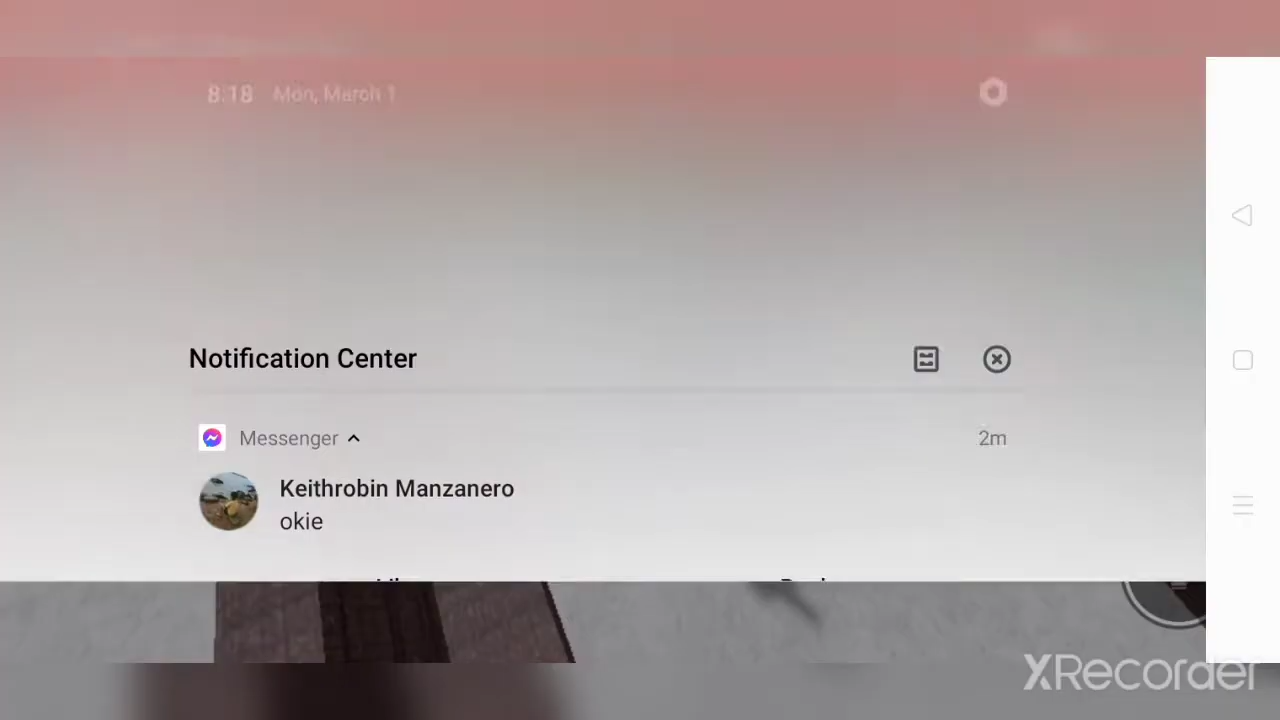 8:18 Mon, March 1
Notification Center
Messenger 2m
Keithrobin Manzanero
okie
XRecorder